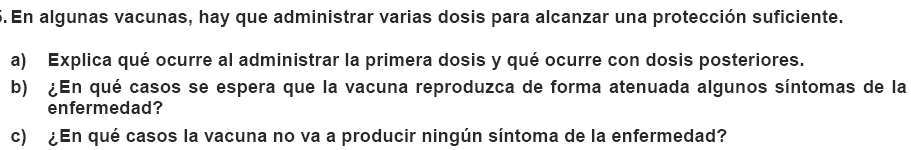 . En algunas vacunas, hay que administrar varias dosis para alcanzar una protección suficiente.
a) Explica qué ocurre al administrar la primera dosis y qué ocurre con dosis posteriores.
b) ¿En qué casos se espera que la vacuna reproduzca de forma atenuada algunos síntomas de la
enfermedad?
c) ¿En qué casos la vacuna no va a producir ningún síntoma de la enfermedad?